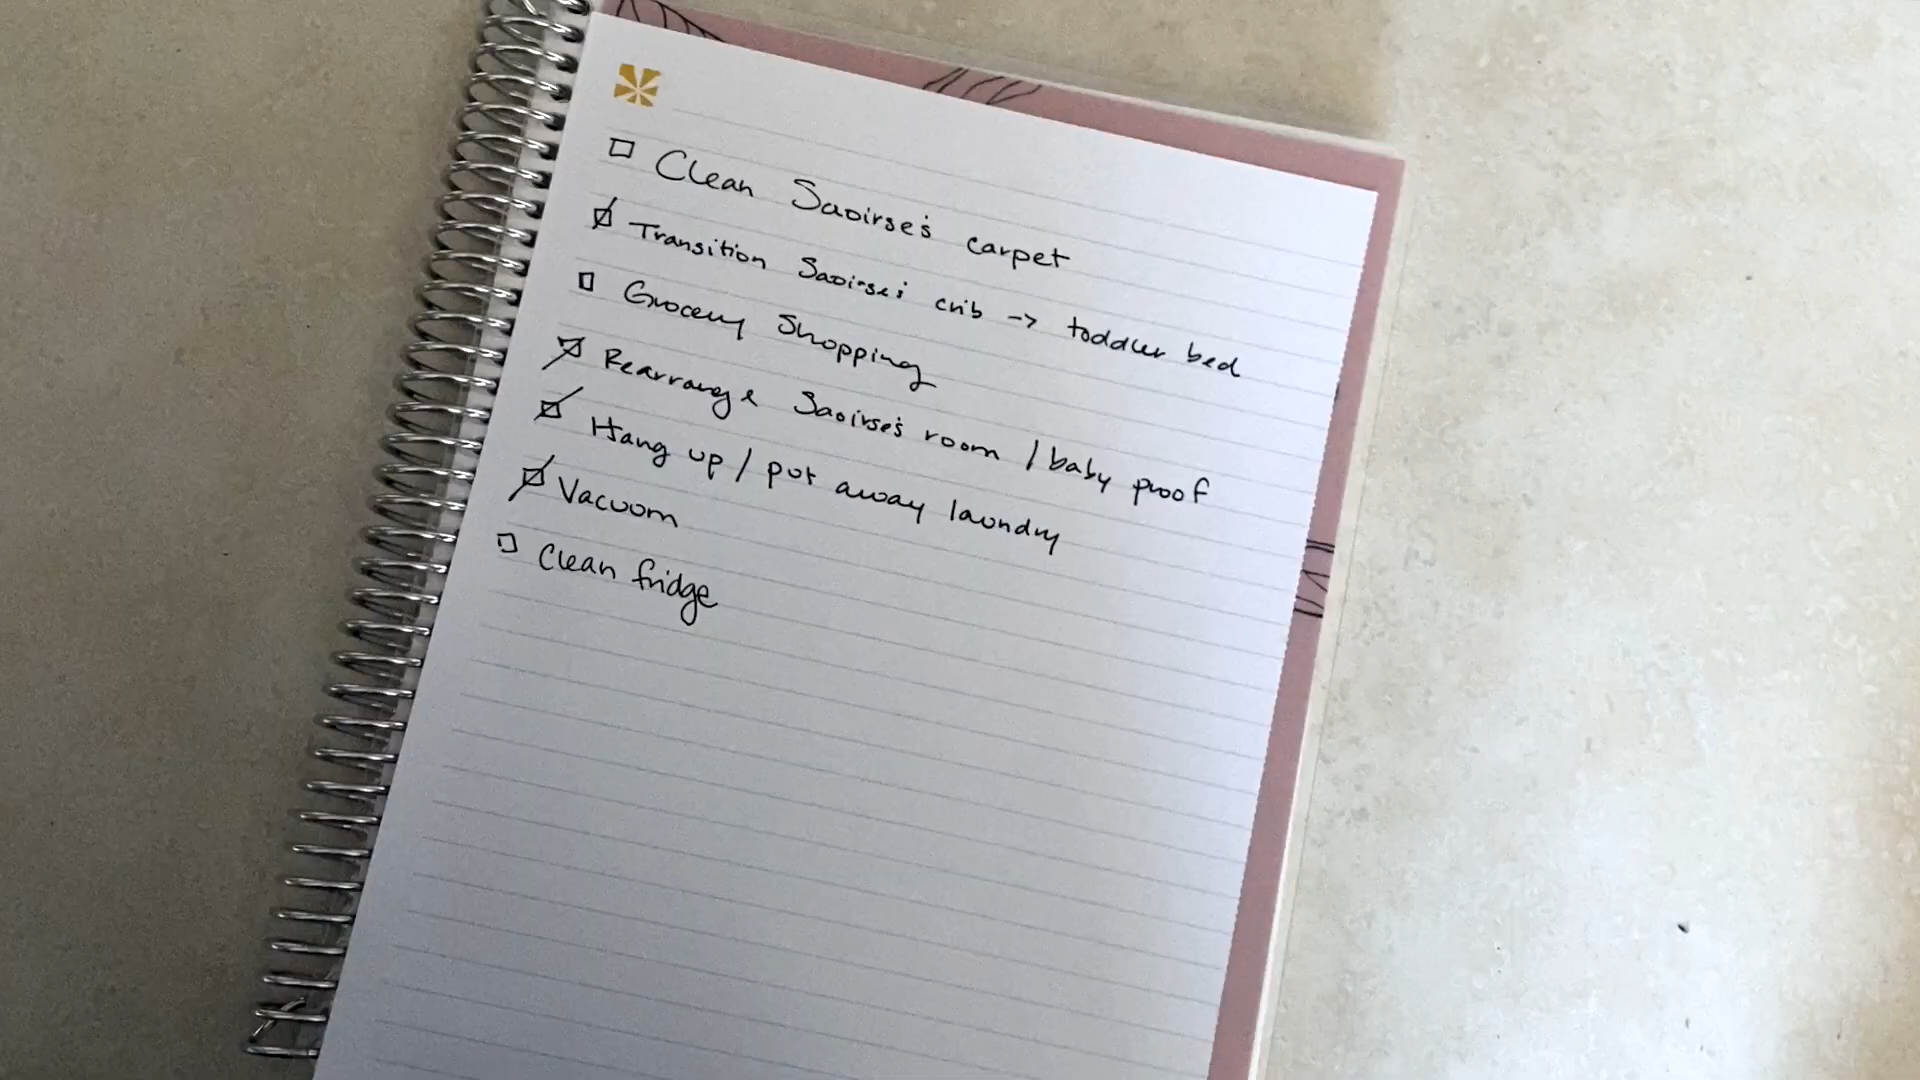 ☐ Clean Saoirse's carpet
☑ Transition Saoirse's crib -> toddler bed
☐ Grocery Shopping
☑ Rearrange Saoirse's room / baby proof
☑ Hang up / put away laundry
☑ Vacuum
☐ Clean fridge